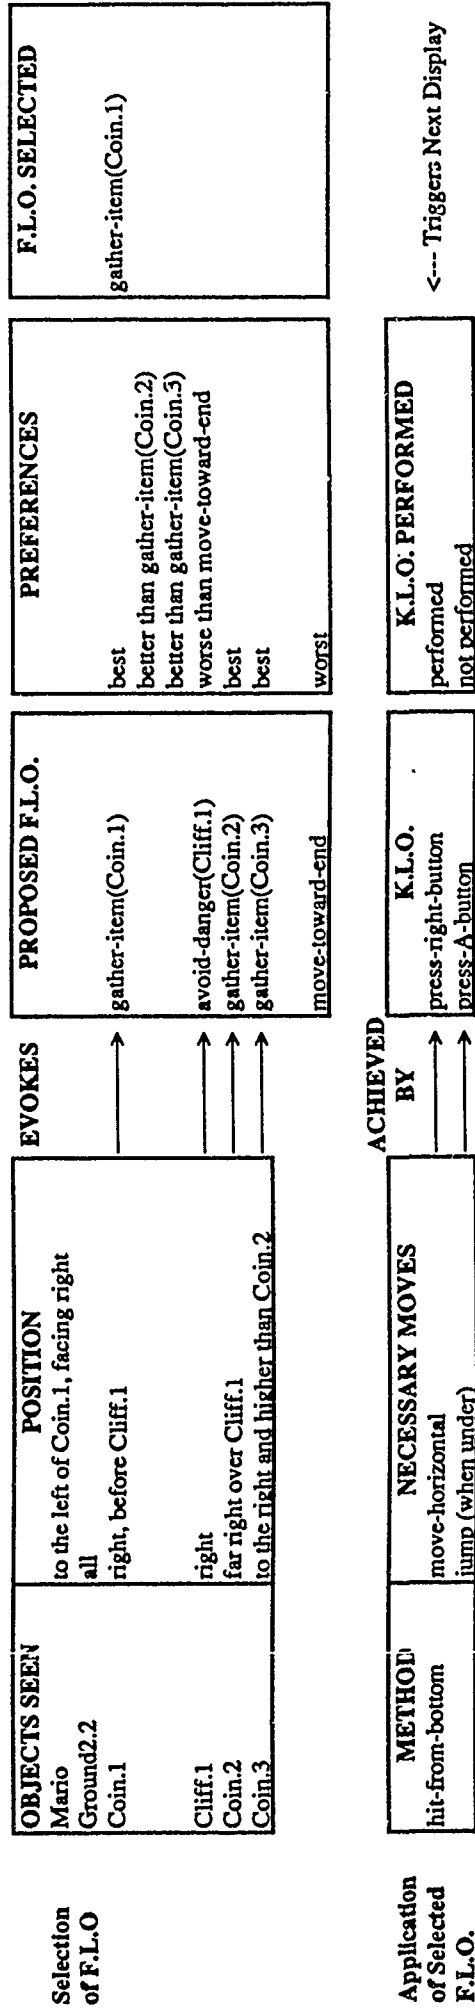 Selection
of F.L.O
OBJECTS SEEN
Mario
Ground2.2
Coin.1
Cliff.1
Coin.2
Coin.3
POSITION
to the left of Coin.1, facing right
all
right, before Cliff.1
right
far right over Cliff.1
to the right and higher than Coin.2
EVOKES
PROPOSED F.L.O.
gather-item(Coin.1)
avoid-danger(Cliff.1)
gather-item(Coin.2)
gather-item(Coin.3)
move-toward-end
PREFERENCES
best
better than gather-item(Coin.2)
better than gather-item(Coin.3)
worse than move-toward-end
best
best
worst
F.L.O. SELECTED
gather-item(Coin.1)
Application
of Selected
F.L.O.
METHOD
hit-from-bottom
NECESSARY MOVES
move-horizontal
jump (when under)
ACHIEVED
BY
K.L.O.
press-right-button
press-A-button
K.L.O. PERFORMED
performed
not performed
<--- Triggers Next Display